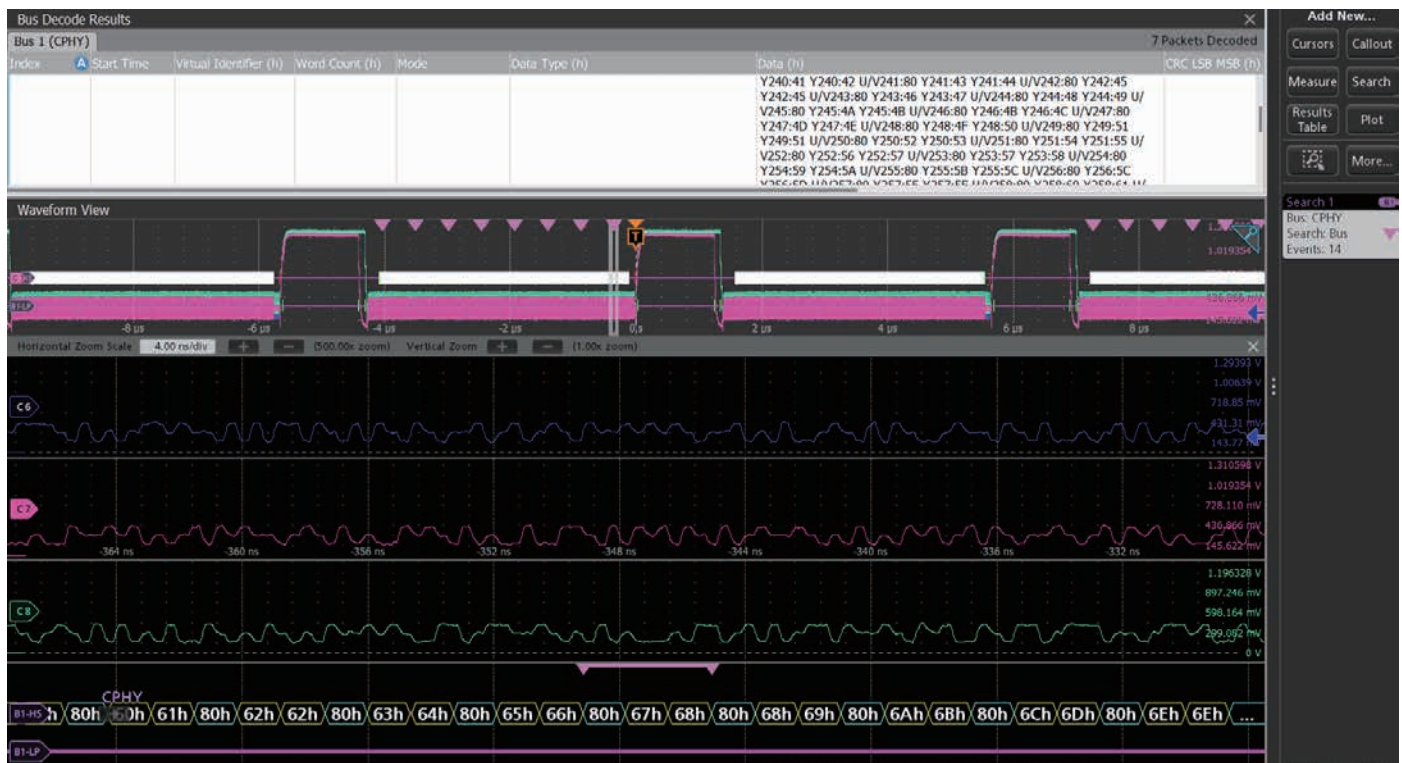 Bus Decode Results
Add New...
Bus 1 (CPHY)
7 Packets Decoded
Cursors
Callout
Index
A
Start Time
Virtual Identifier (h)
Word Count (h)
Mode
Data Type (h)
Data (h)
CRC LSB MSB (h)
Y240:41 Y240:42 U/V241:80 Y241:43 Y241:44 U/V242:80 Y242:45
Y242:45 U/V243:80 Y243:46 Y243:47 U/V244:80 Y244:48 Y244:49 U/
V245:80 Y245:4A Y245:4B U/V246:80 Y246:4B Y246:4C U/V247:80
Y247:4D Y247:4E U/V248:80 Y248:4F Y248:50 U/V249:80 Y249:51
Y249:51 U/V250:80 Y250:52 Y250:53 U/V251:80 Y251:54 Y251:55 U/
V252:80 Y252:56 Y252:57 U/V253:80 Y253:57 Y253:58 U/V254:80
Y254:59 Y254:5A U/V255:80 Y255:5B Y255:5C U/V256:80 Y256:5C
Measure
Search
Results
Table
Plot
More...
Waveform View
Search 1
B1
Bus: CPHY
Search: Bus
Events: 14
T
1.019354
B1-LP
-8 µs
-6 µs
-4 µs
-2 µs
0 s
2 µs
4 µs
6 µs
8 µs
Horizontal Zoom Scale
4.00 ns/div
+
−
(500.00x zoom)
Vertical Zoom
+
−
(1.00x zoom)
1.29393 V
1.00639 V
718.85 mV
C6
431.31 mV
143.77
1.310598 V
1.019354 V
728.110 mV
C7
436.866 mV
145.622 mV
-364 ns
-360 ns
-356 ns
-352 ns
-348 ns
-344 ns
-340 ns
-336 ns
-332 ns
1.196328 V
897.246 mV
598.164 mV
C8
299.082 mV
0 V
CPHY
B1-HS
h 80h 60h 61h 80h 62h 62h 80h 63h 64h 80h 65h 66h 80h 67h 68h 80h 68h 69h 80h 6Ah 6Bh 80h 6Ch 6Dh 80h 6Eh 6Eh ...
B1-LP